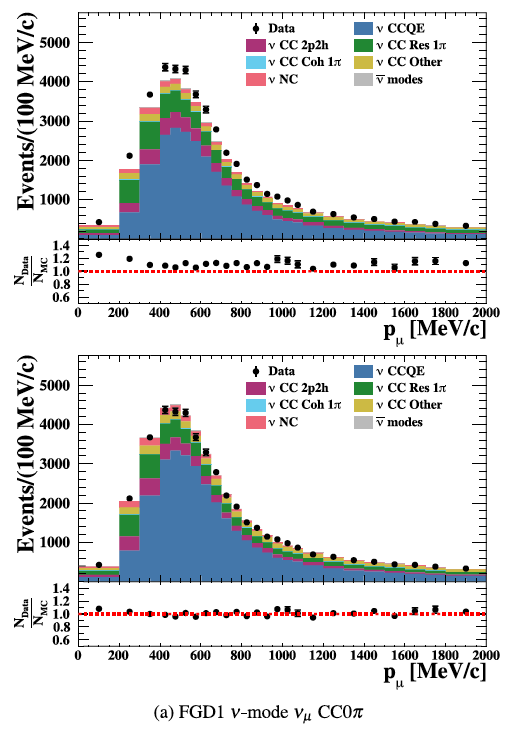 Events/(100 MeV/c)
5000
4000
3000
2000
1000
Data
ν CCQE
ν CC 2p2h
ν CC Res 1π
ν CC Coh 1π
ν CC Other
ν NC
ν̅ modes
N_Data
N_MC
1.4
1.2
1.0
0.8
0.6
0 200 400 600 800 1000 1200 1400 1600 1800 2000
p_μ [MeV/c]
Events/(100 MeV/c)
5000
4000
3000
2000
1000
Data
ν CCQE
ν CC 2p2h
ν CC Res 1π
ν CC Coh 1π
ν CC Other
ν NC
ν̅ modes
N_Data
N_MC
1.4
1.2
1.0
0.8
0.6
0 200 400 600 800 1000 1200 1400 1600 1800 2000
p_μ [MeV/c]
(a) FGD1 ν-mode ν_μ CC0π